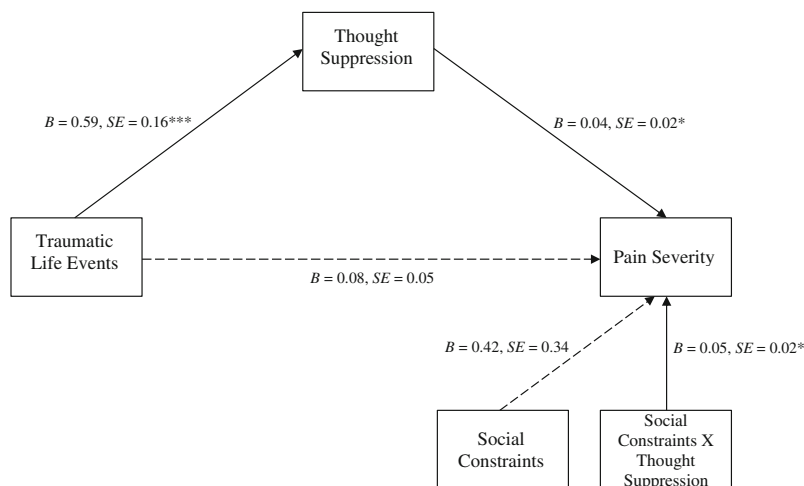 Thought
Suppression
B = 0.59, SE = 0.16***
B = 0.04, SE = 0.02*
Traumatic
Life Events
Pain Severity
B = 0.08, SE = 0.05
B = 0.42, SE = 0.34
B = 0.05, SE = 0.02*
Social
Constraints
Social
Constraints X
Thought
Suppression